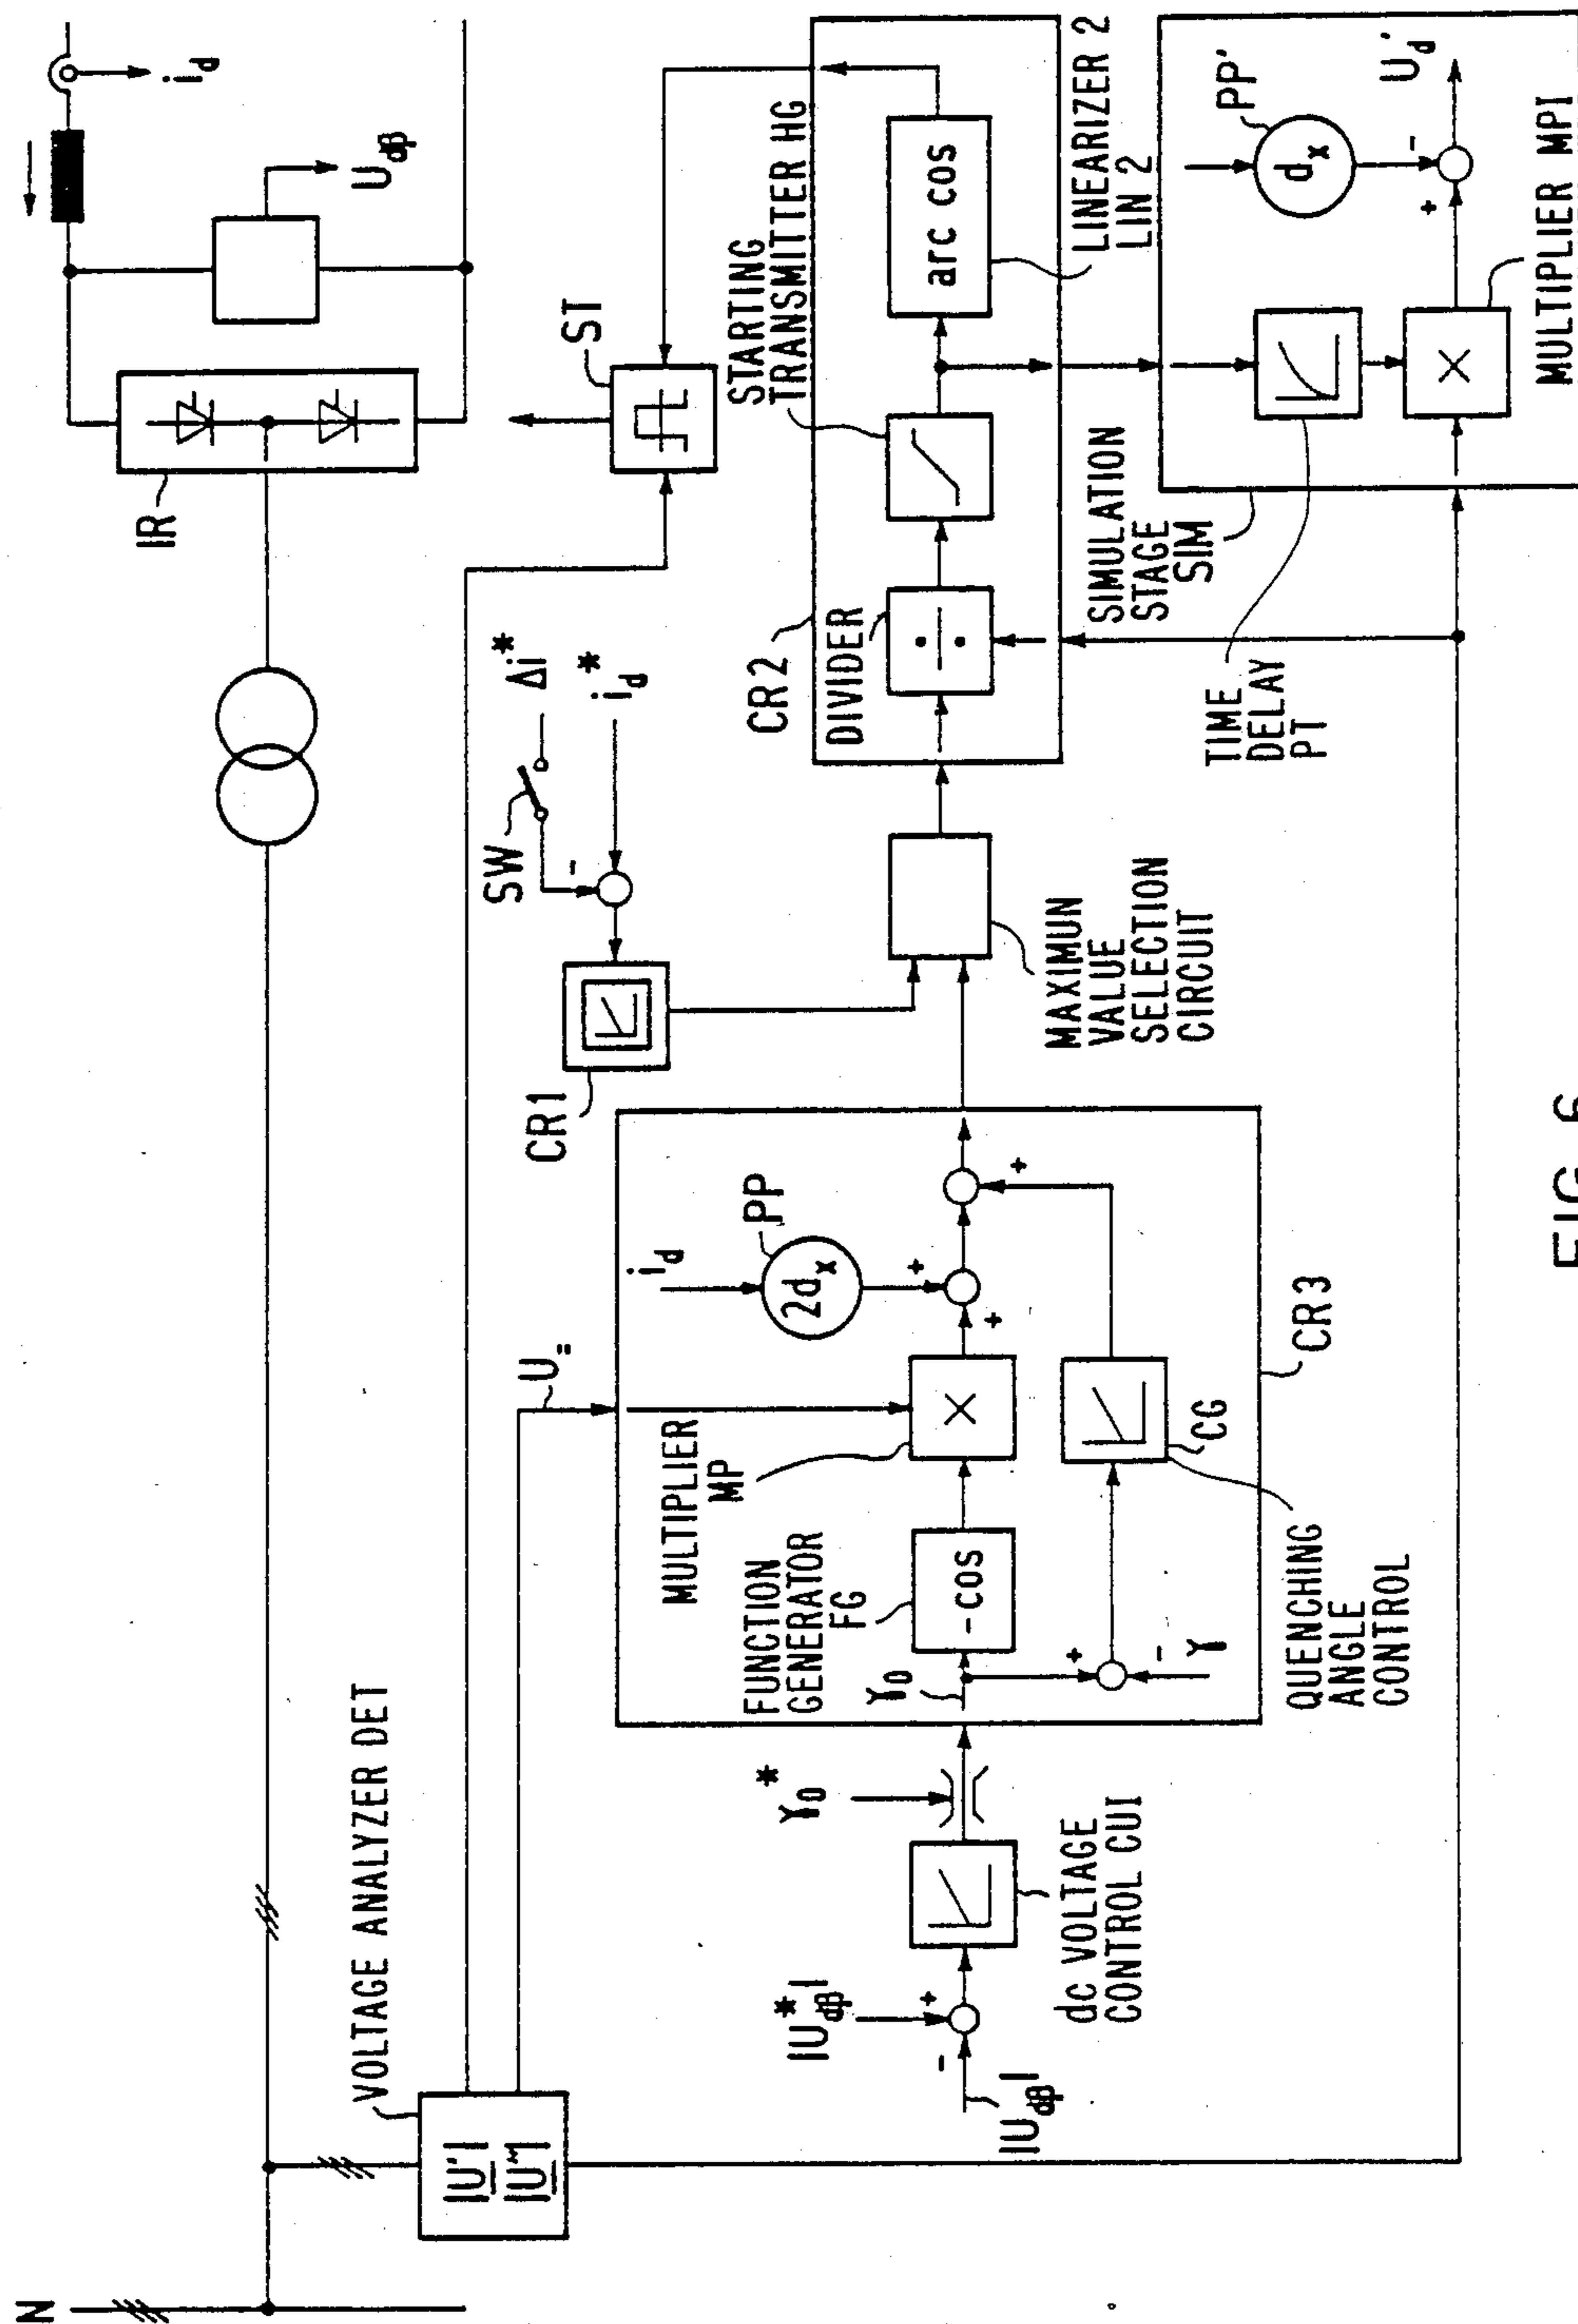 N
VOLTAGE ANALYZER DET
|U'|
|U"|
IR
i_d
U_dβ
ST
SW
Δi*
i_d*
CR1
U_=
i_d
PP
2d_x
MULTIPLIER
MP
FUNCTION
GENERATOR
FG
-COS
γ_0
γ
+
+
+
+
-
CG
CR3
QUENCHING
ANGLE
CONTROL
γ_0*
|U_dβ*|
|U_dβ|
+
-
dc VOLTAGE
CONTROL CUI
MAXIMUN
VALUE
SELECTION
CIRCUIT
-
CR2
DIVIDER
STARTING
TRANSMITTER HG
arc cos
LINEARIZER 2
LIN 2
SIMULATION
STAGE
SIM
TIME
DELAY
PT
PP'
d_x
-
+
U_d'
MULTIPLIER MPI
FIG 6